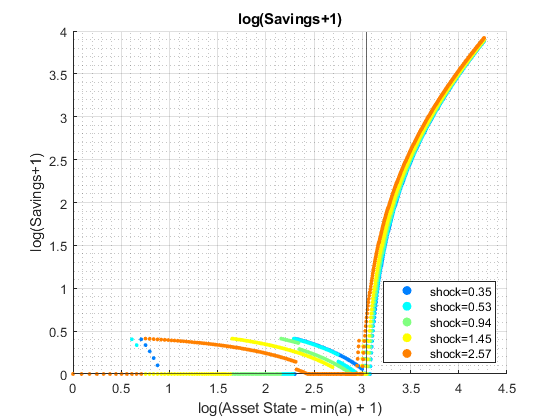 log(Savings+1)
4
3.5
3
2.5
2
1.5
1
0.5
0
log(Savings+1)
shock=0.35
shock=0.53
shock=0.94
shock=1.45
shock=2.57
0 0.5 1 1.5 2 2.5 3 3.5 4 4.5
log(Asset State - min(a) + 1)